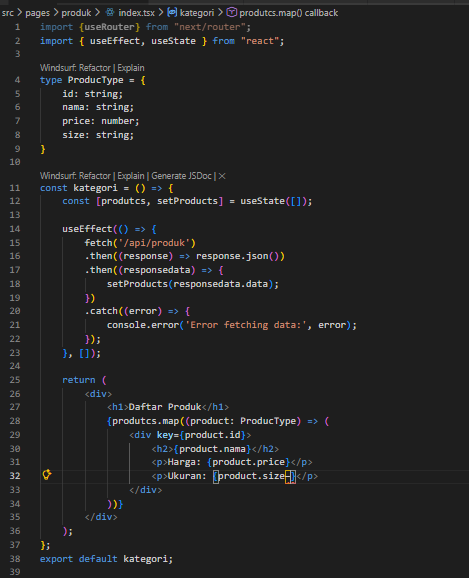 src > pages > produk > index.tsx > kategori > produtcs.map() callback
1 import {useRouter} from "next/router";
2 import { useEffect, useState } from "react";
3
Windsurf: Refactor | Explain
4 type ProducType = {
5 id: string;
6 nama: string;
7 price: number;
8 size: string;
9 }
10
Windsurf: Refactor | Explain | Generate JSDoc | ×
11 const kategori = () => {
12 const [produtcs, setProducts] = useState([]);
13
14 useEffect(() => {
15 fetch('/api/produk')
16 .then((response) => response.json())
17 .then((responsedata) => {
18 setProducts(responsedata.data);
19 })
20 .catch((error) => {
21 console.error('Error fetching data:', error);
22 });
23 }, []);
24
25 return (
26 <div>
27 <h1>Daftar Produk</h1>
28 {produtcs.map((product: ProducType) => (
29 <div key={product.id}>
30 <h2>{product.nama}</h2>
31 <p>Harga: {product.price}</p>
32 <p>Ukuran: {product.size }</p>
33 </div>
34 ))}
35 </div>
36 );
37 };
38 export default kategori;
39